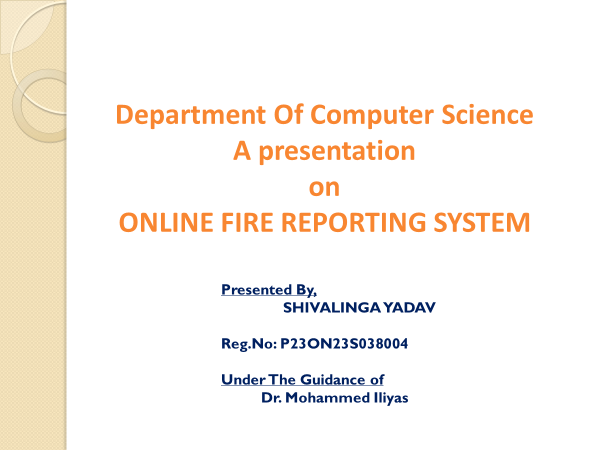 Department Of Computer Science
A presentation
on
ONLINE FIRE REPORTING SYSTEM
Presented By,
SHIVALINGA YADAV
Reg.No: P23ON23S038004
Under The Guidance of
Dr. Mohammed Iliyas